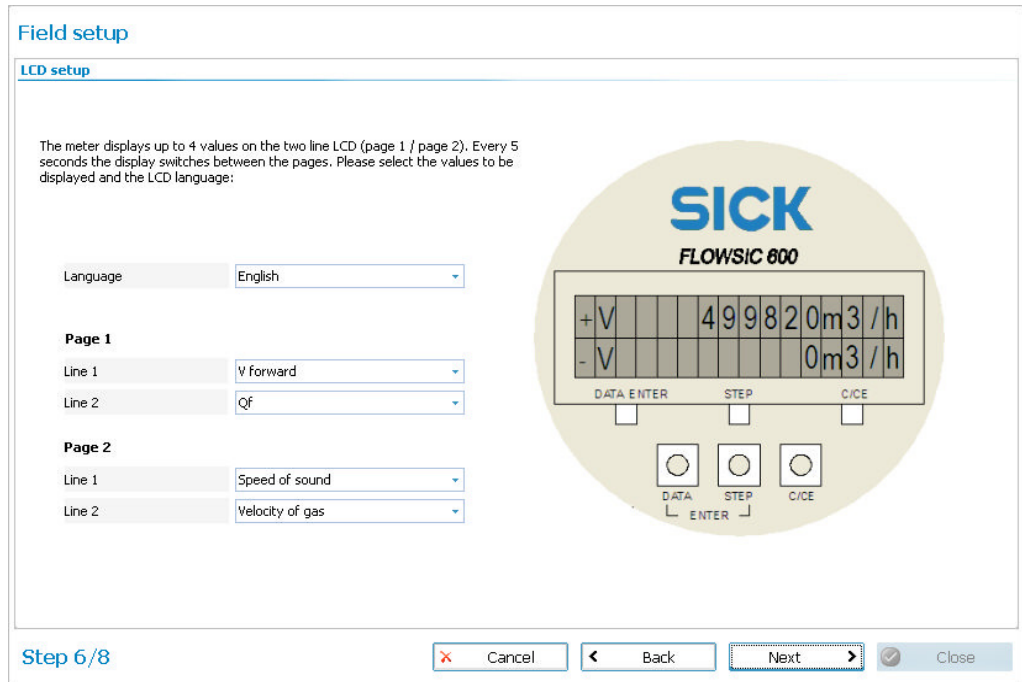 Field setup
LCD setup
The meter displays up to 4 values on the two line LCD (page 1 / page 2). Every 5
seconds the display switches between the pages. Please select the values to be
displayed and the LCD language:
Language English
Page 1
Line 1 V forward
Line 2 Qf
Page 2
Line 1 Speed of sound
Line 2 Velocity of gas
SICK
FLOWSIC 600
+V 499820m3/h
-V 0m3/h
DATA ENTER STEP C/CE
DATA STEP C/CE
ENTER
Step 6/8
Cancel Back Next Close